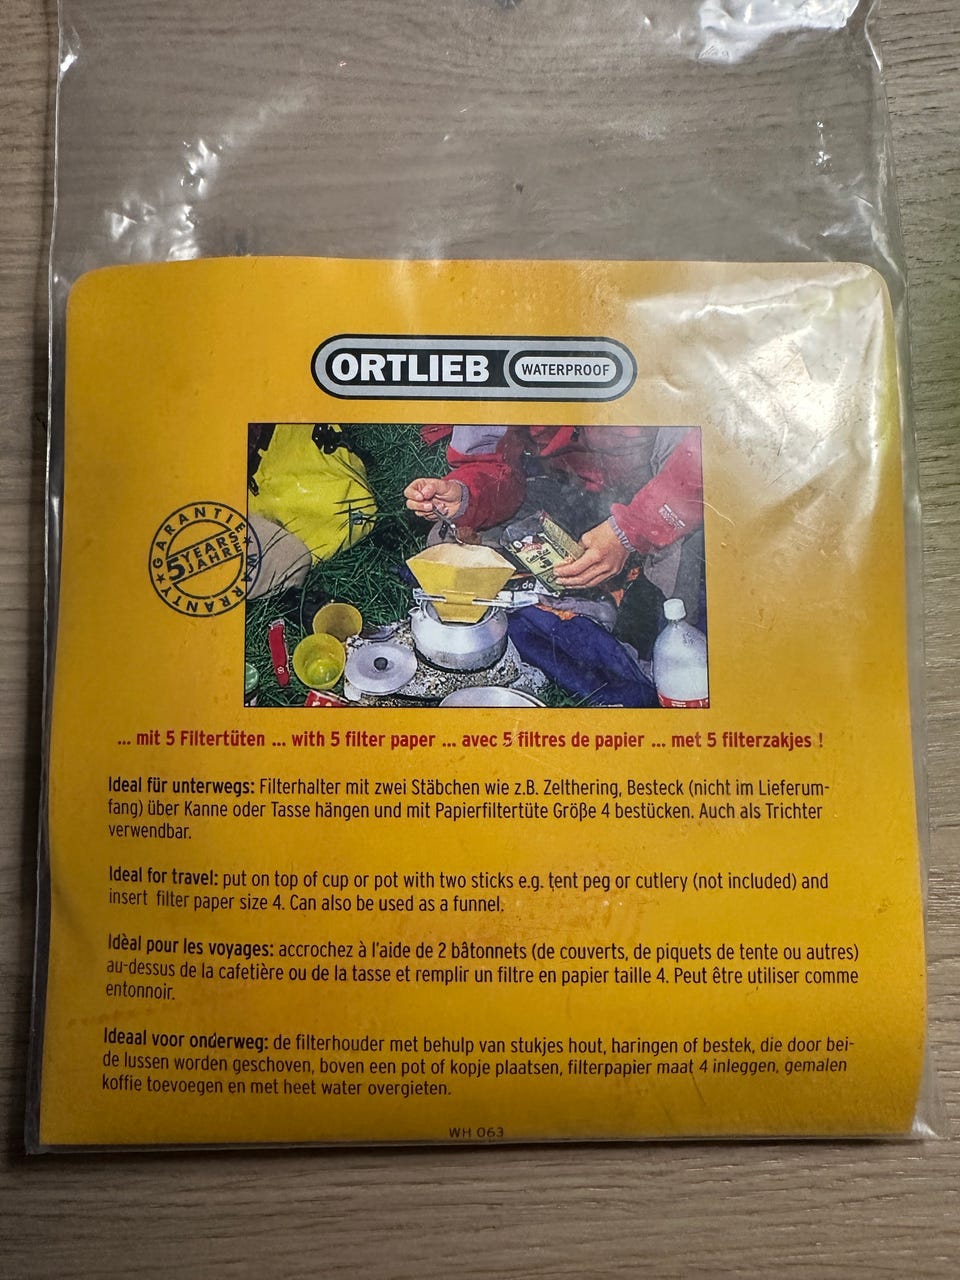 ORTLIEB WATERPROOF
GARANTIE ★ WARRANTY ★
5 YEARS
JAHRE
... mit 5 Filtertüten ... with 5 filter paper ... avec 5 filtres de papier ... met 5 filterzakjes !
Ideal für unterwegs: Filterhalter mit zwei Stäbchen wie z.B. Zelthering, Besteck (nicht im Lieferum-
fang) über Kanne oder Tasse hängen und mit Papierfiltertüte Größe 4 bestücken. Auch als Trichter
verwendbar.
Ideal for travel: put on top of cup or pot with two sticks e.g. tent peg or cutlery (not included) and
insert filter paper size 4. Can also be used as a funnel.
Idèal pour les voyages: accrochez à l'aide de 2 bâtonnets (de couverts, de piquets de tente ou autres)
au-dessus de la cafetière ou de la tasse et remplir un filtre en papier taille 4. Peut être utiliser comme
entonnoir.
Ideaal voor onderweg: de filterhouder met behulp van stukjes hout, haringen of bestek, die door bei-
de lussen worden geschoven, boven een pot of kopje plaatsen, filterpapier maat 4 inleggen, gemalen
koffie toevoegen en met heet water overgieten.
WH 063